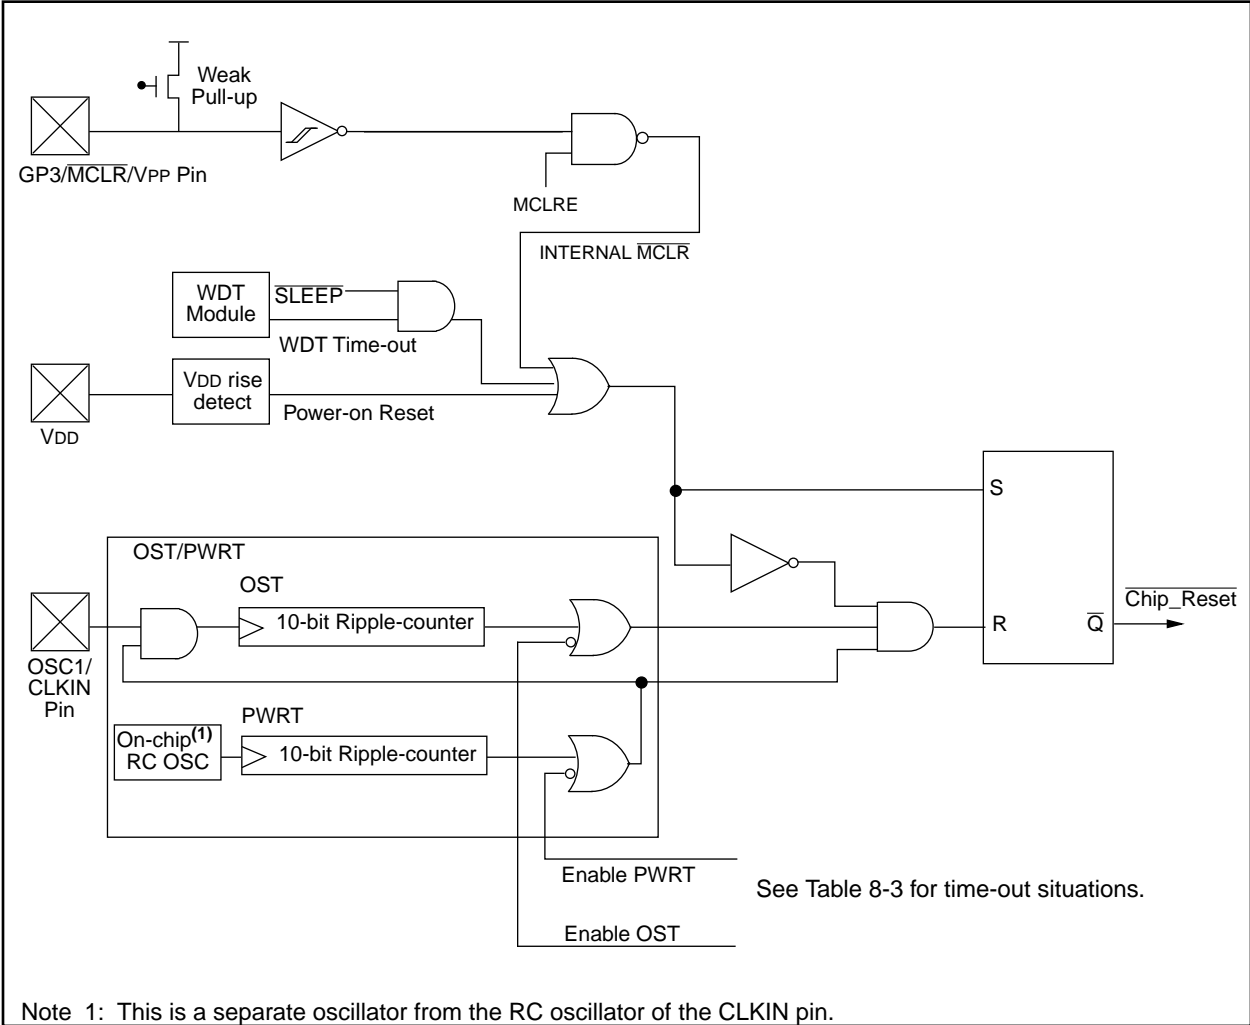 Weak
Pull-up
GP3/MCLR/VPP Pin
MCLRE
INTERNAL MCLR
WDT
Module
SLEEP
WDT Time-out
VDD rise
detect
Power-on Reset
VDD
S
OST/PWRT
OST
10-bit Ripple-counter
OSC1/
CLKIN
Pin
R
Q
Chip_Reset
PWRT
On-chip(1)
RC OSC
10-bit Ripple-counter
Enable PWRT
See Table 8-3 for time-out situations.
Enable OST
Note 1: This is a separate oscillator from the RC oscillator of the CLKIN pin.